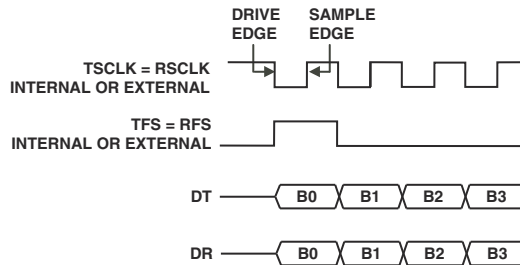 DRIVE EDGE
SAMPLE EDGE
TSCLK = RSCLK
INTERNAL OR EXTERNAL
TFS = RFS
INTERNAL OR EXTERNAL
DT B0 B1 B2 B3
DR B0 B1 B2 B3